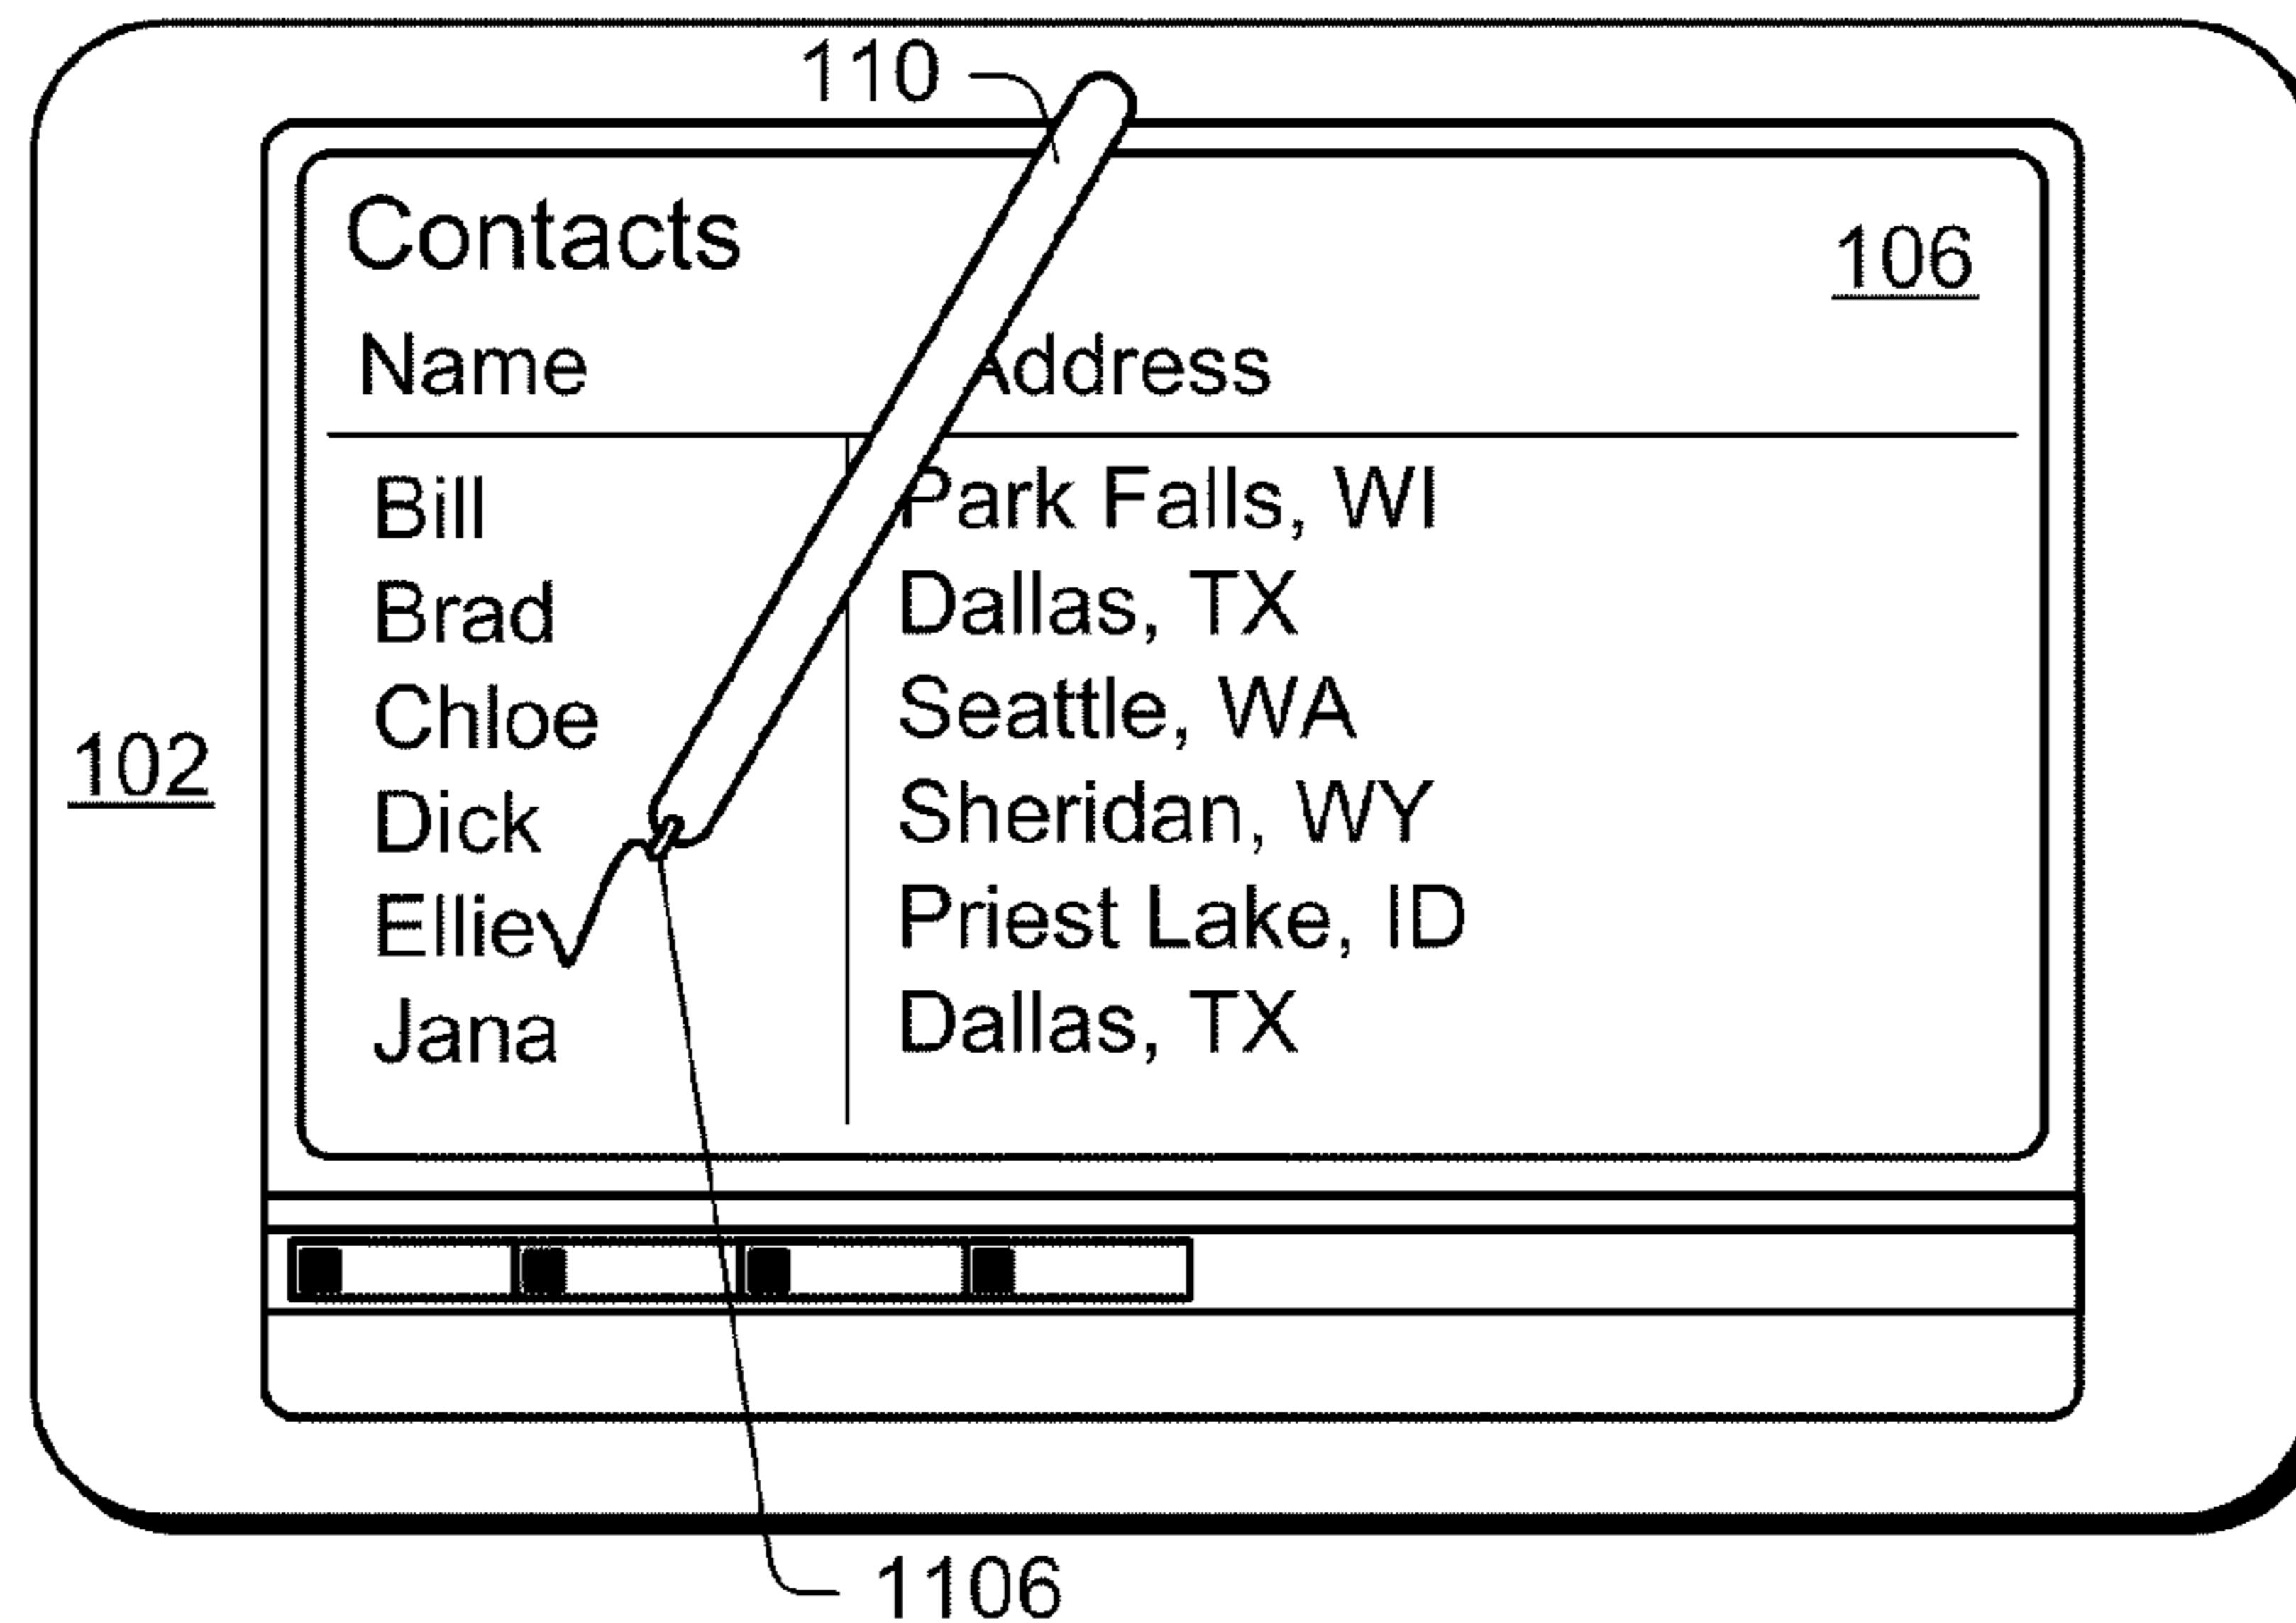 110
Contacts
106
Name Address
Bill Park Falls, WI
Brad Dallas, TX
Chloe Seattle, WA
102
Dick Sheridan, WY
Ellie Priest Lake, ID
Jana Dallas, TX
1106